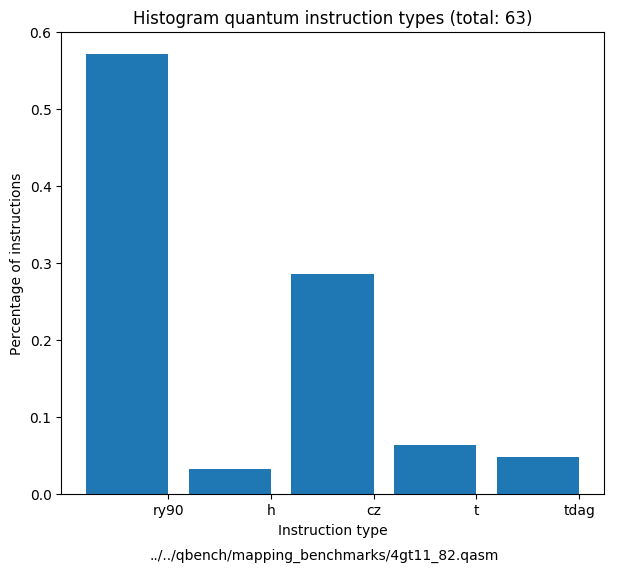 Histogram quantum instruction types (total: 63)
0.6
0.5
0.4
0.3
0.2
0.1
0.0
Percentage of instructions
ry90 h cz t tdag
Instruction type
../../qbench/mapping_benchmarks/4gt11_82.qasm